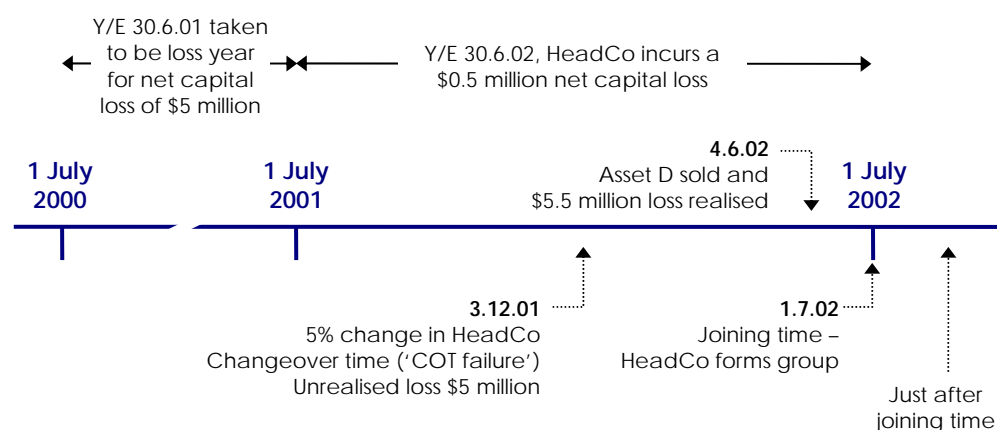 Y/E 30.6.01 taken
to be loss year
for net capital
loss of $5 million
Y/E 30.6.02, HeadCo incurs a
$0.5 million net capital loss
1 July
2000
1 July
2001
4.6.02
Asset D sold and
$5.5 million loss realised
1 July
2002
3.12.01
5% change in HeadCo
Changeover time (‘COT failure’)
Unrealised loss $5 million
1.7.02
Joining time –
HeadCo forms group
Just after
joining time